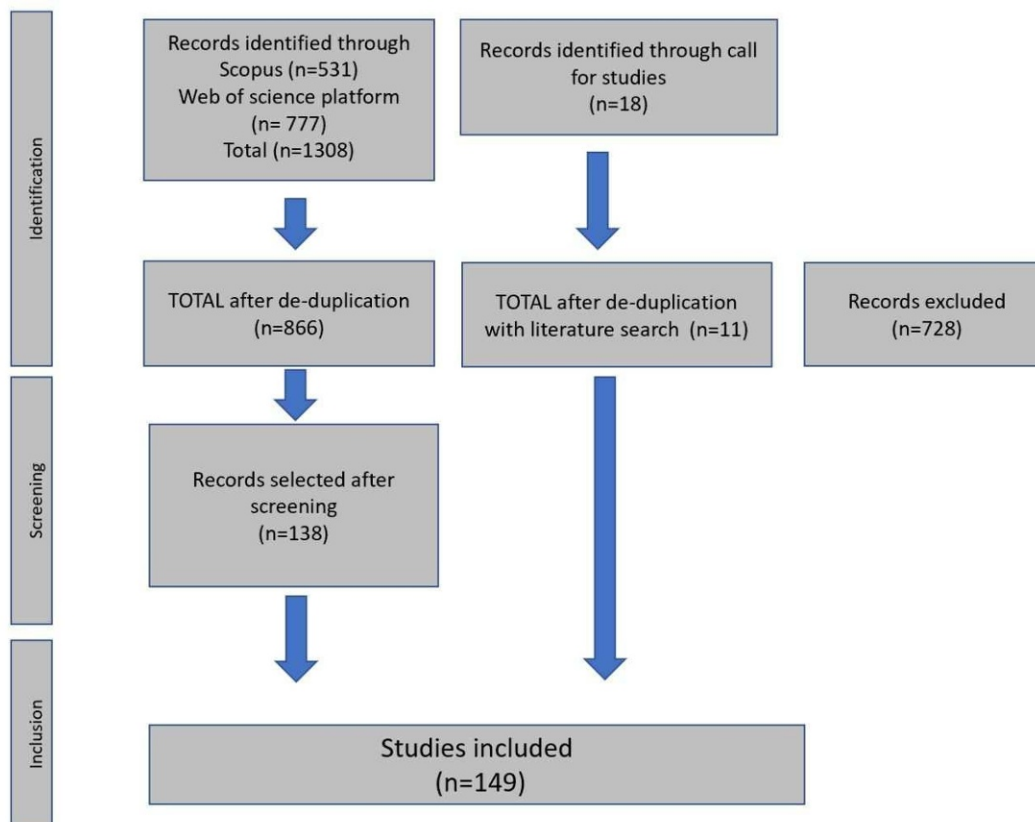 Identification
Records identified through
Scopus (n=531)
Web of science platform
(n= 777)
Total (n=1308)
Records identified through call
for studies
(n=18)
TOTAL after de-duplication
(n=866)
TOTAL after de-duplication
with literature search (n=11)
Records excluded
(n=728)
Screening
Records selected after
screening
(n=138)
Inclusion
Studies included
(n=149)